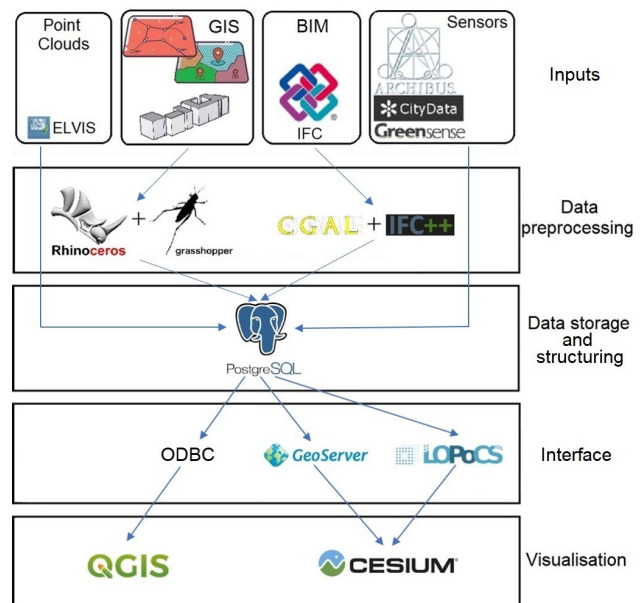 Point
Clouds
ELVIS
GIS
BIM
IFC
®
Sensors
ARCHIBUS
CityData
Greensense
Inputs
Rhinoceros
+
grasshopper
CGAL + IFC++
Data
preprocessing
PostgreSQL
Data storage
and
structuring
ODBC
GeoServer
LOPoCS
Interface
QGIS
CESIUM®
Visualisation